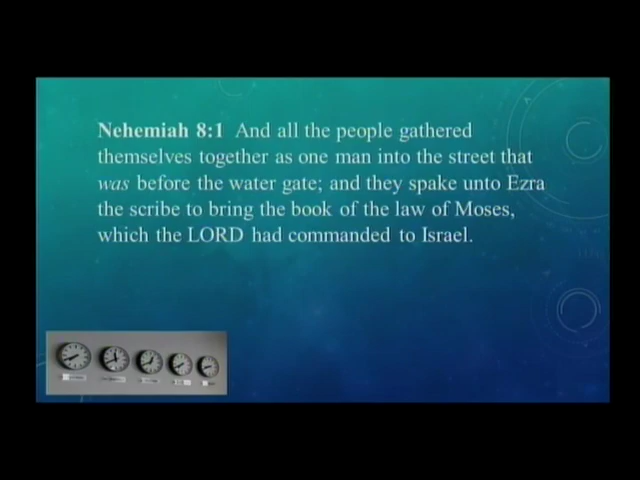 Nehemiah 8:1 And all the people gathered
themselves together as one man into the street that
was before the water gate; and they spake unto Ezra
the scribe to bring the book of the law of Moses,
which the LORD had commanded to Israel.